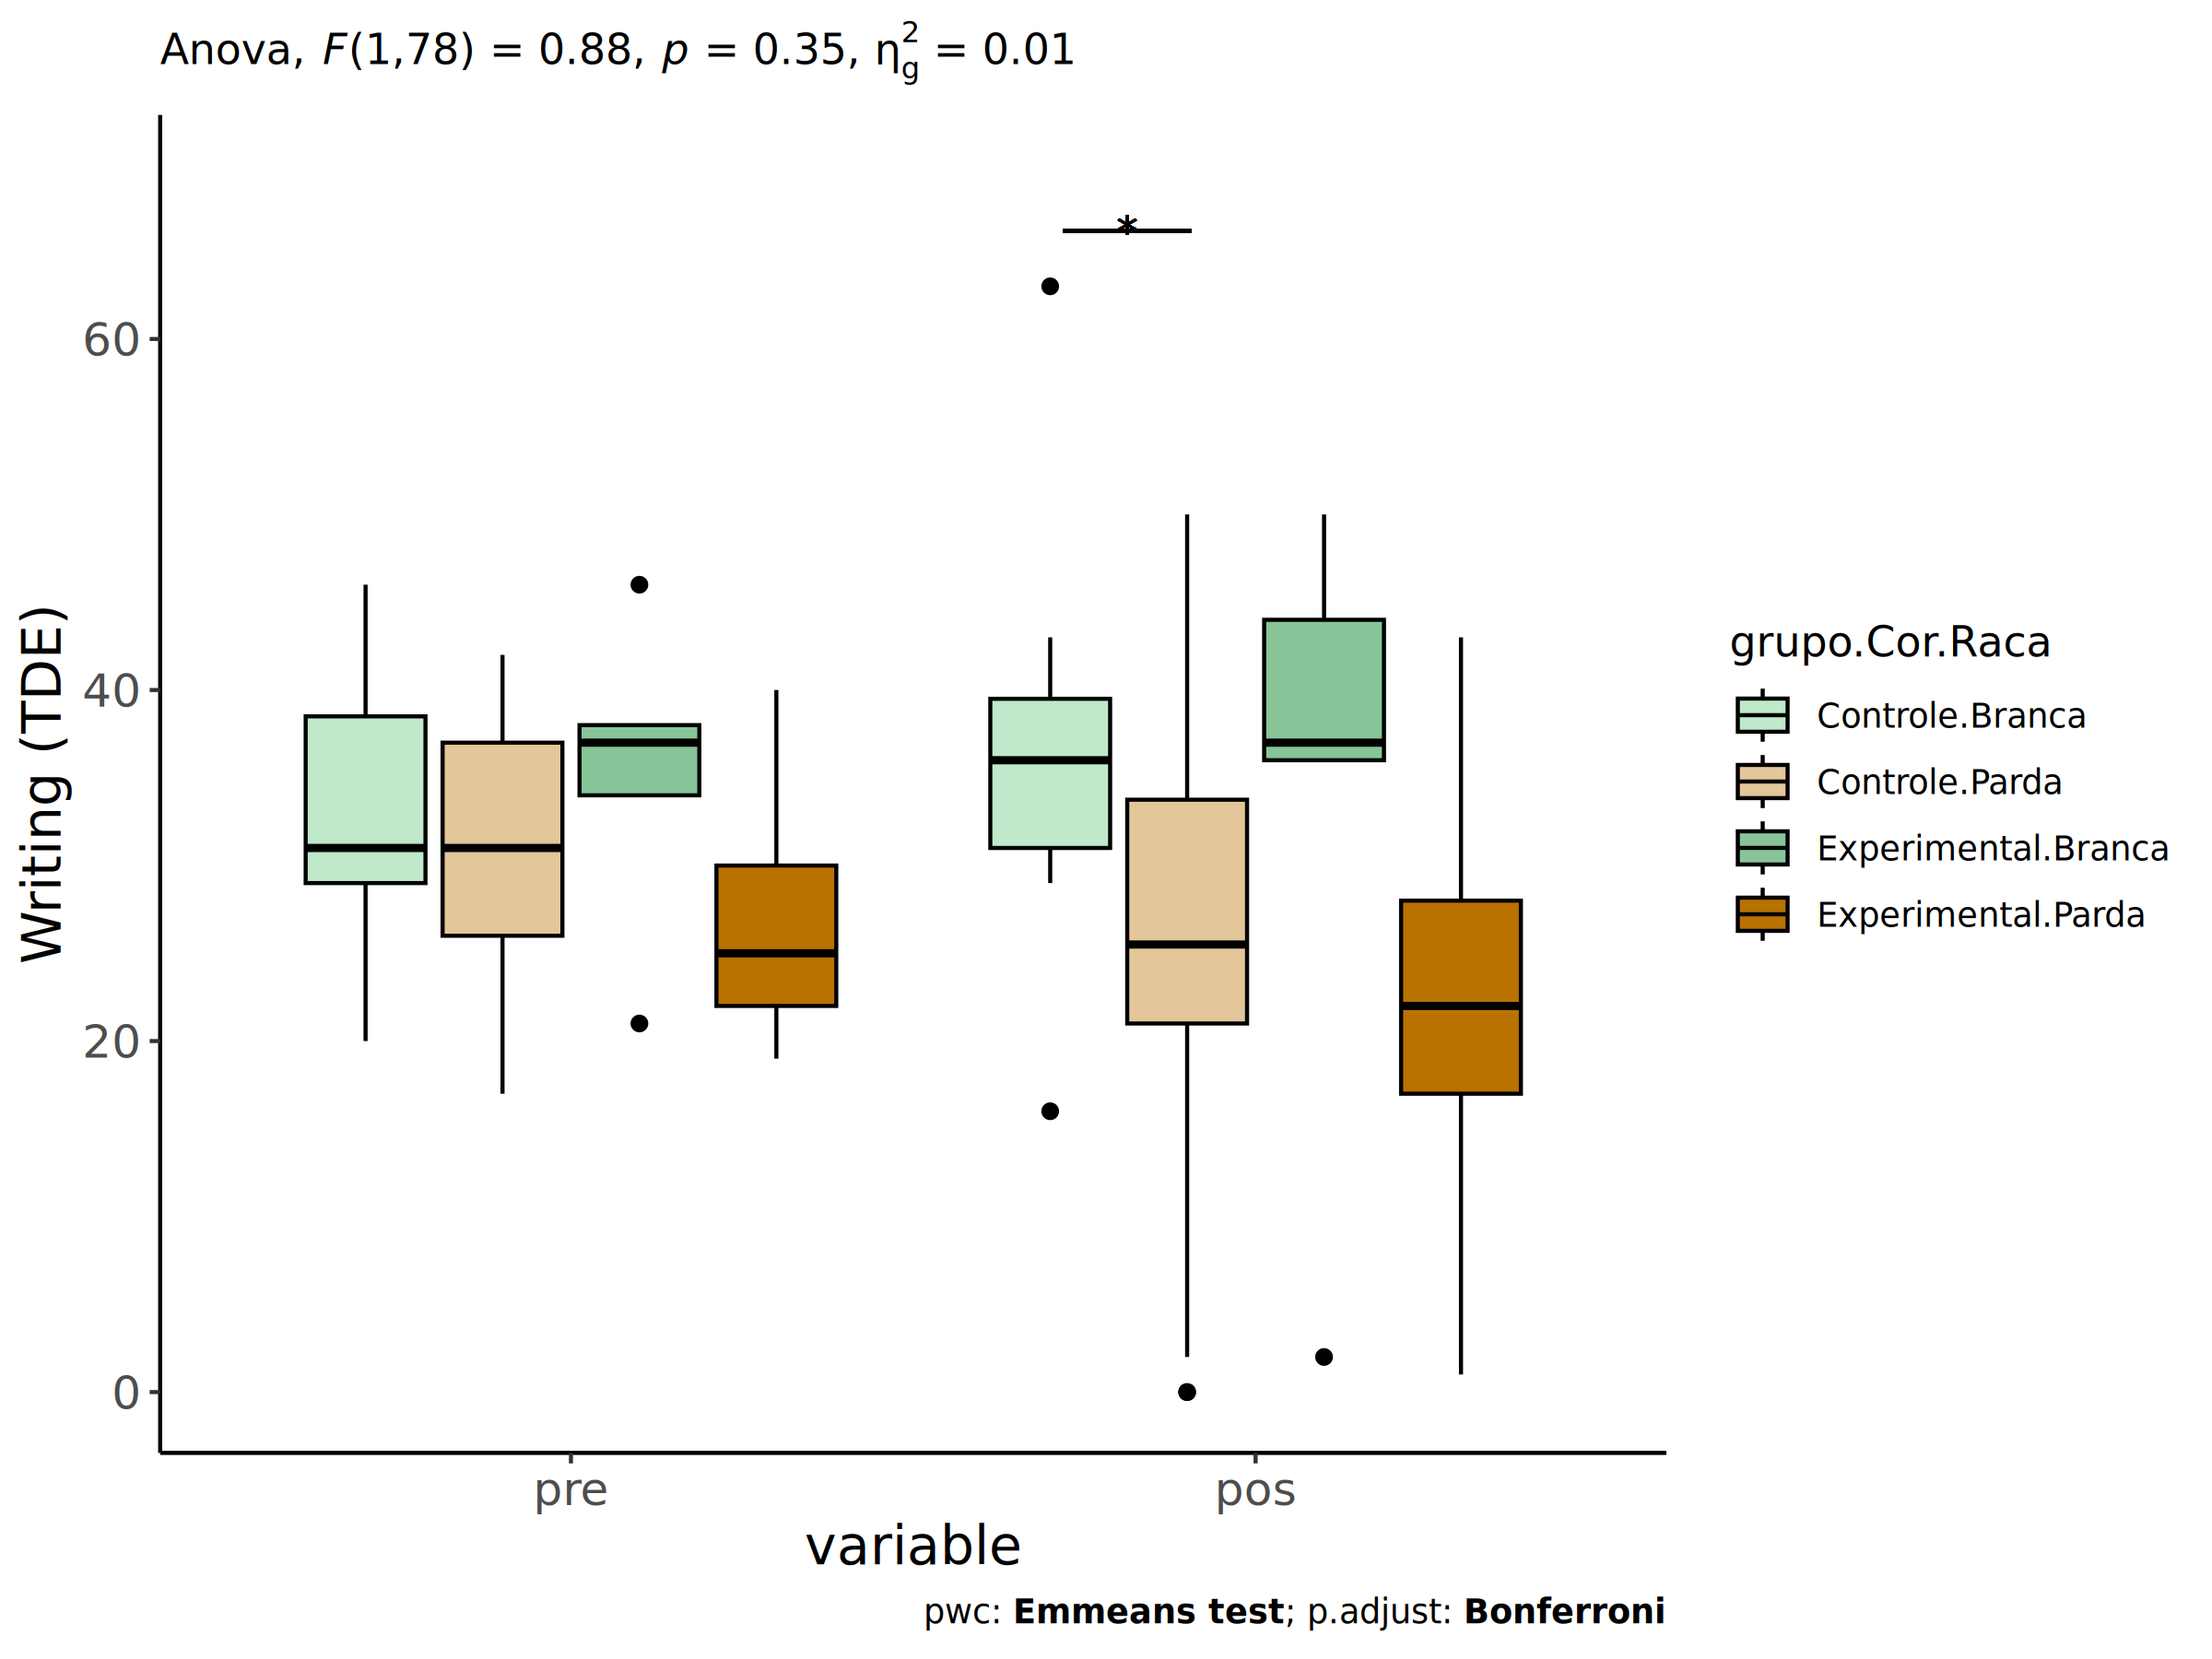 Anova, F(1,78) = 0.88, p = 0.35, η²g = 0.01
*
60
40
20
0
Writing (TDE)
pre
pos
variable
grupo.Cor.Raca
Controle.Branca
Controle.Parda
Experimental.Branca
Experimental.Parda
pwc: Emmeans test; p.adjust: Bonferroni